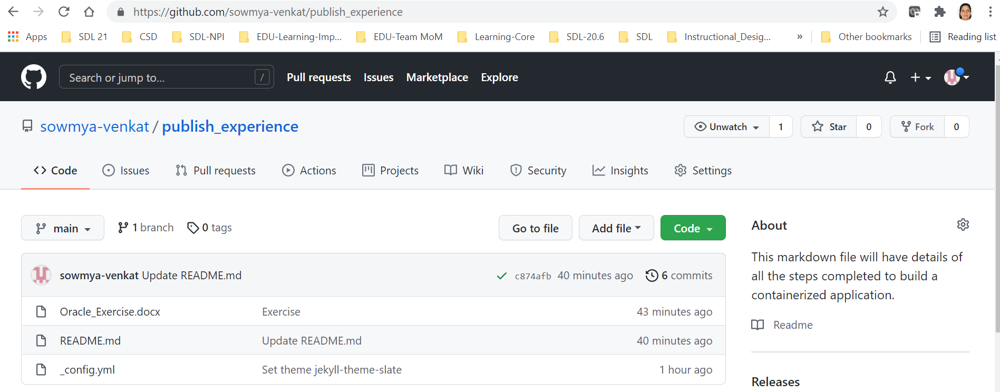 https://github.com/sowmya-venkat/publish_experience
Apps SDL 21 CSD SDL-NPI EDU-Learning-Imp... EDU-Team MoM Learning-Core SDL-20.6 SDL Instructional_Desig... » Other bookmarks Reading list
Search or jump to... / Pull requests Issues Marketplace Explore
sowmya-venkat / publish_experience Unwatch 1 Star 0 Fork 0
Code Issues Pull requests Actions Projects Wiki Security Insights Settings
main 1 branch 0 tags Go to file Add file Code
About
This markdown file will have details of
all the steps completed to build a
containerized application.
Readme
Releases
sowmya-venkat Update README.md c874afb 40 minutes ago 6 commits
Oracle_Exercise.docx Exercise 43 minutes ago
README.md Update README.md 40 minutes ago
_config.yml Set theme jekyll-theme-slate 1 hour ago